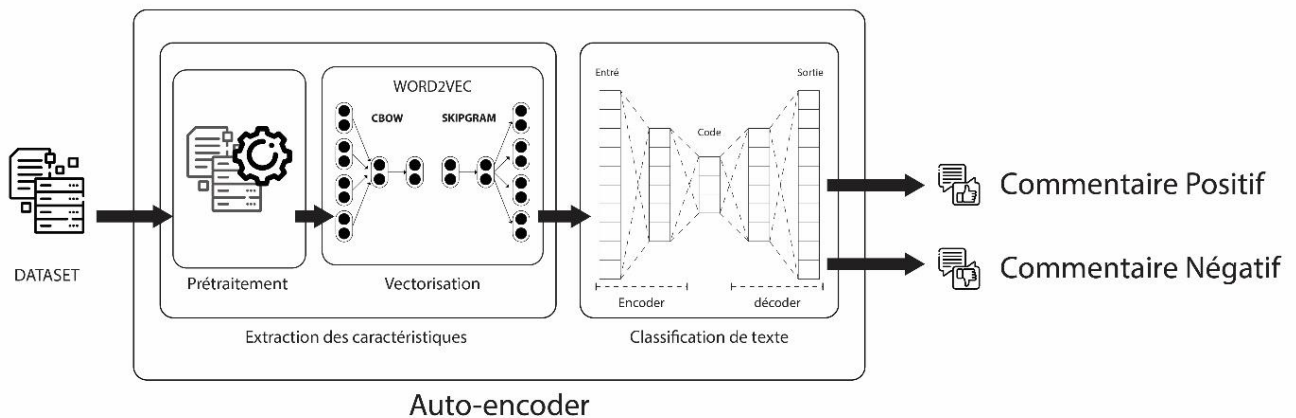 DATASET
Prétraitement
WORD2VEC
CBOW
SKIPGRAM
Vectorisation
Extraction des caractéristiques
Entré
Code
Sortie
Encoder
décoder
Classification de texte
Auto-encoder
Commentaire Positif
Commentaire Négatif